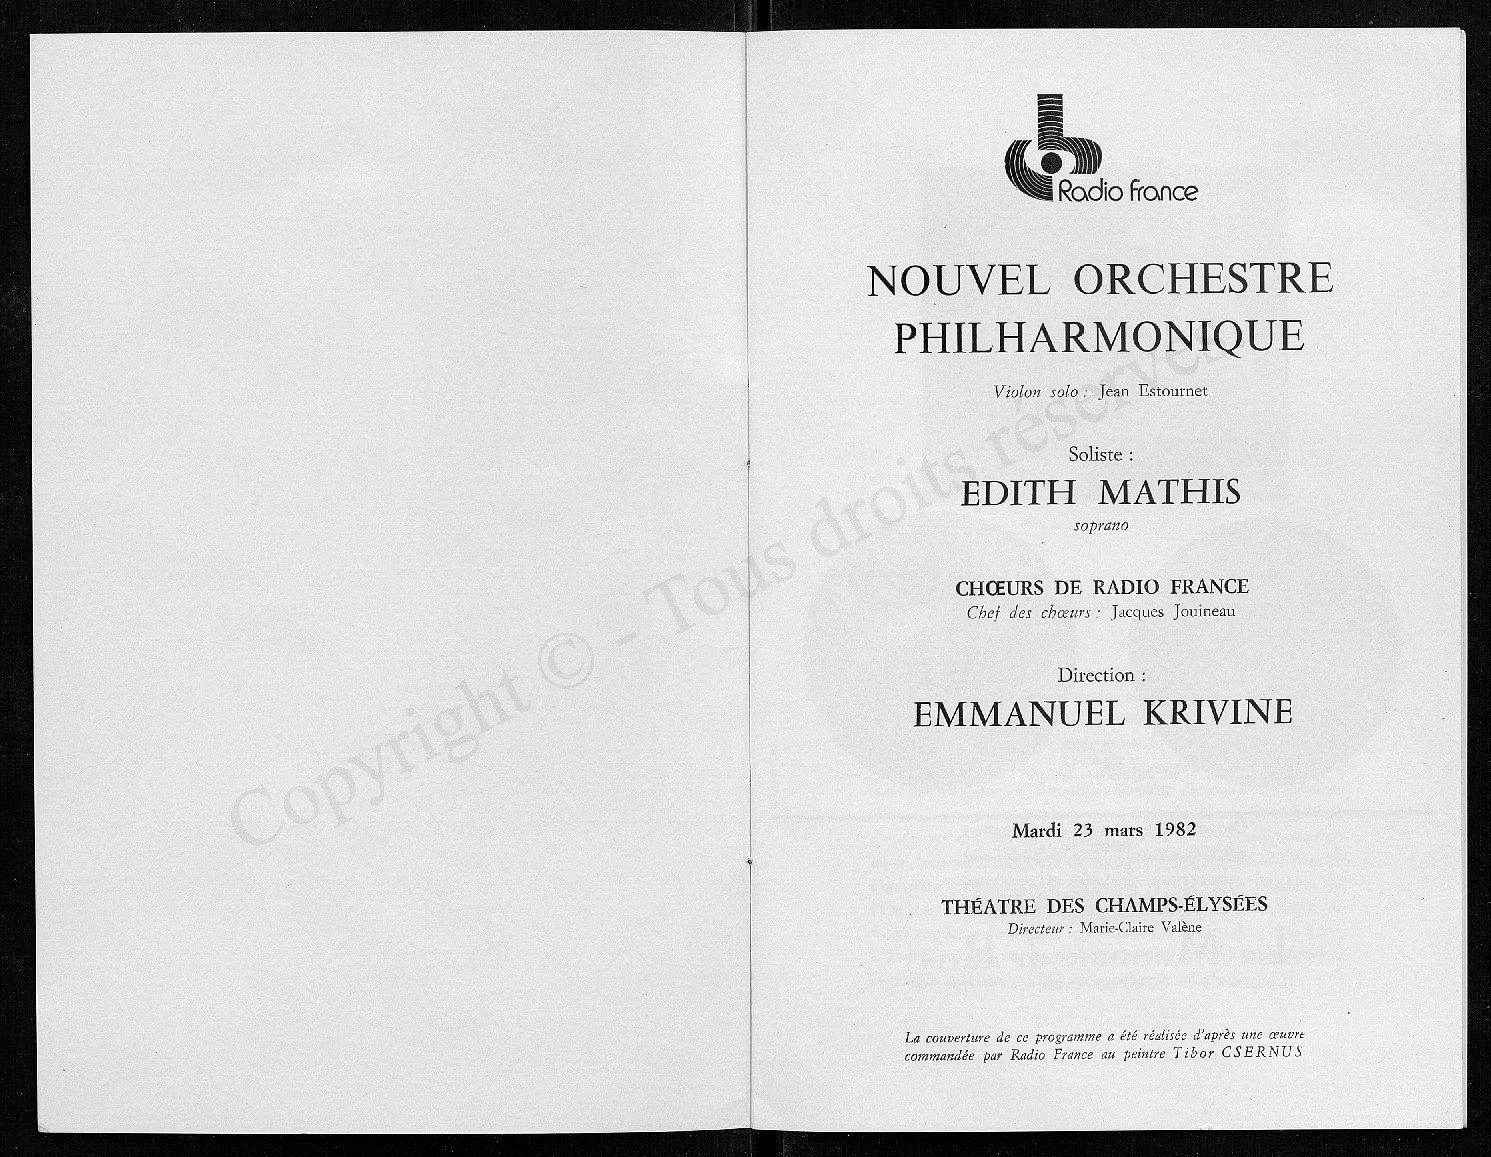 Radio France
NOUVEL ORCHESTRE
PHILHARMONIQUE
Violon solo : Jean Estournet
Soliste :
EDITH MATHIS
soprano
CHŒURS DE RADIO FRANCE
Chef des chœurs : Jacques Jouineau
Direction :
EMMANUEL KRIVINE
Mardi 23 mars 1982
THÉATRE DES CHAMPS-ÉLYSÉES
Directeur : Marie-Claire Valène
La couverture de ce programme a été réalisée d'après une œuvre
commandée par Radio France au peintre Tibor CSERNUS
Copyright © - Tous droits réservés